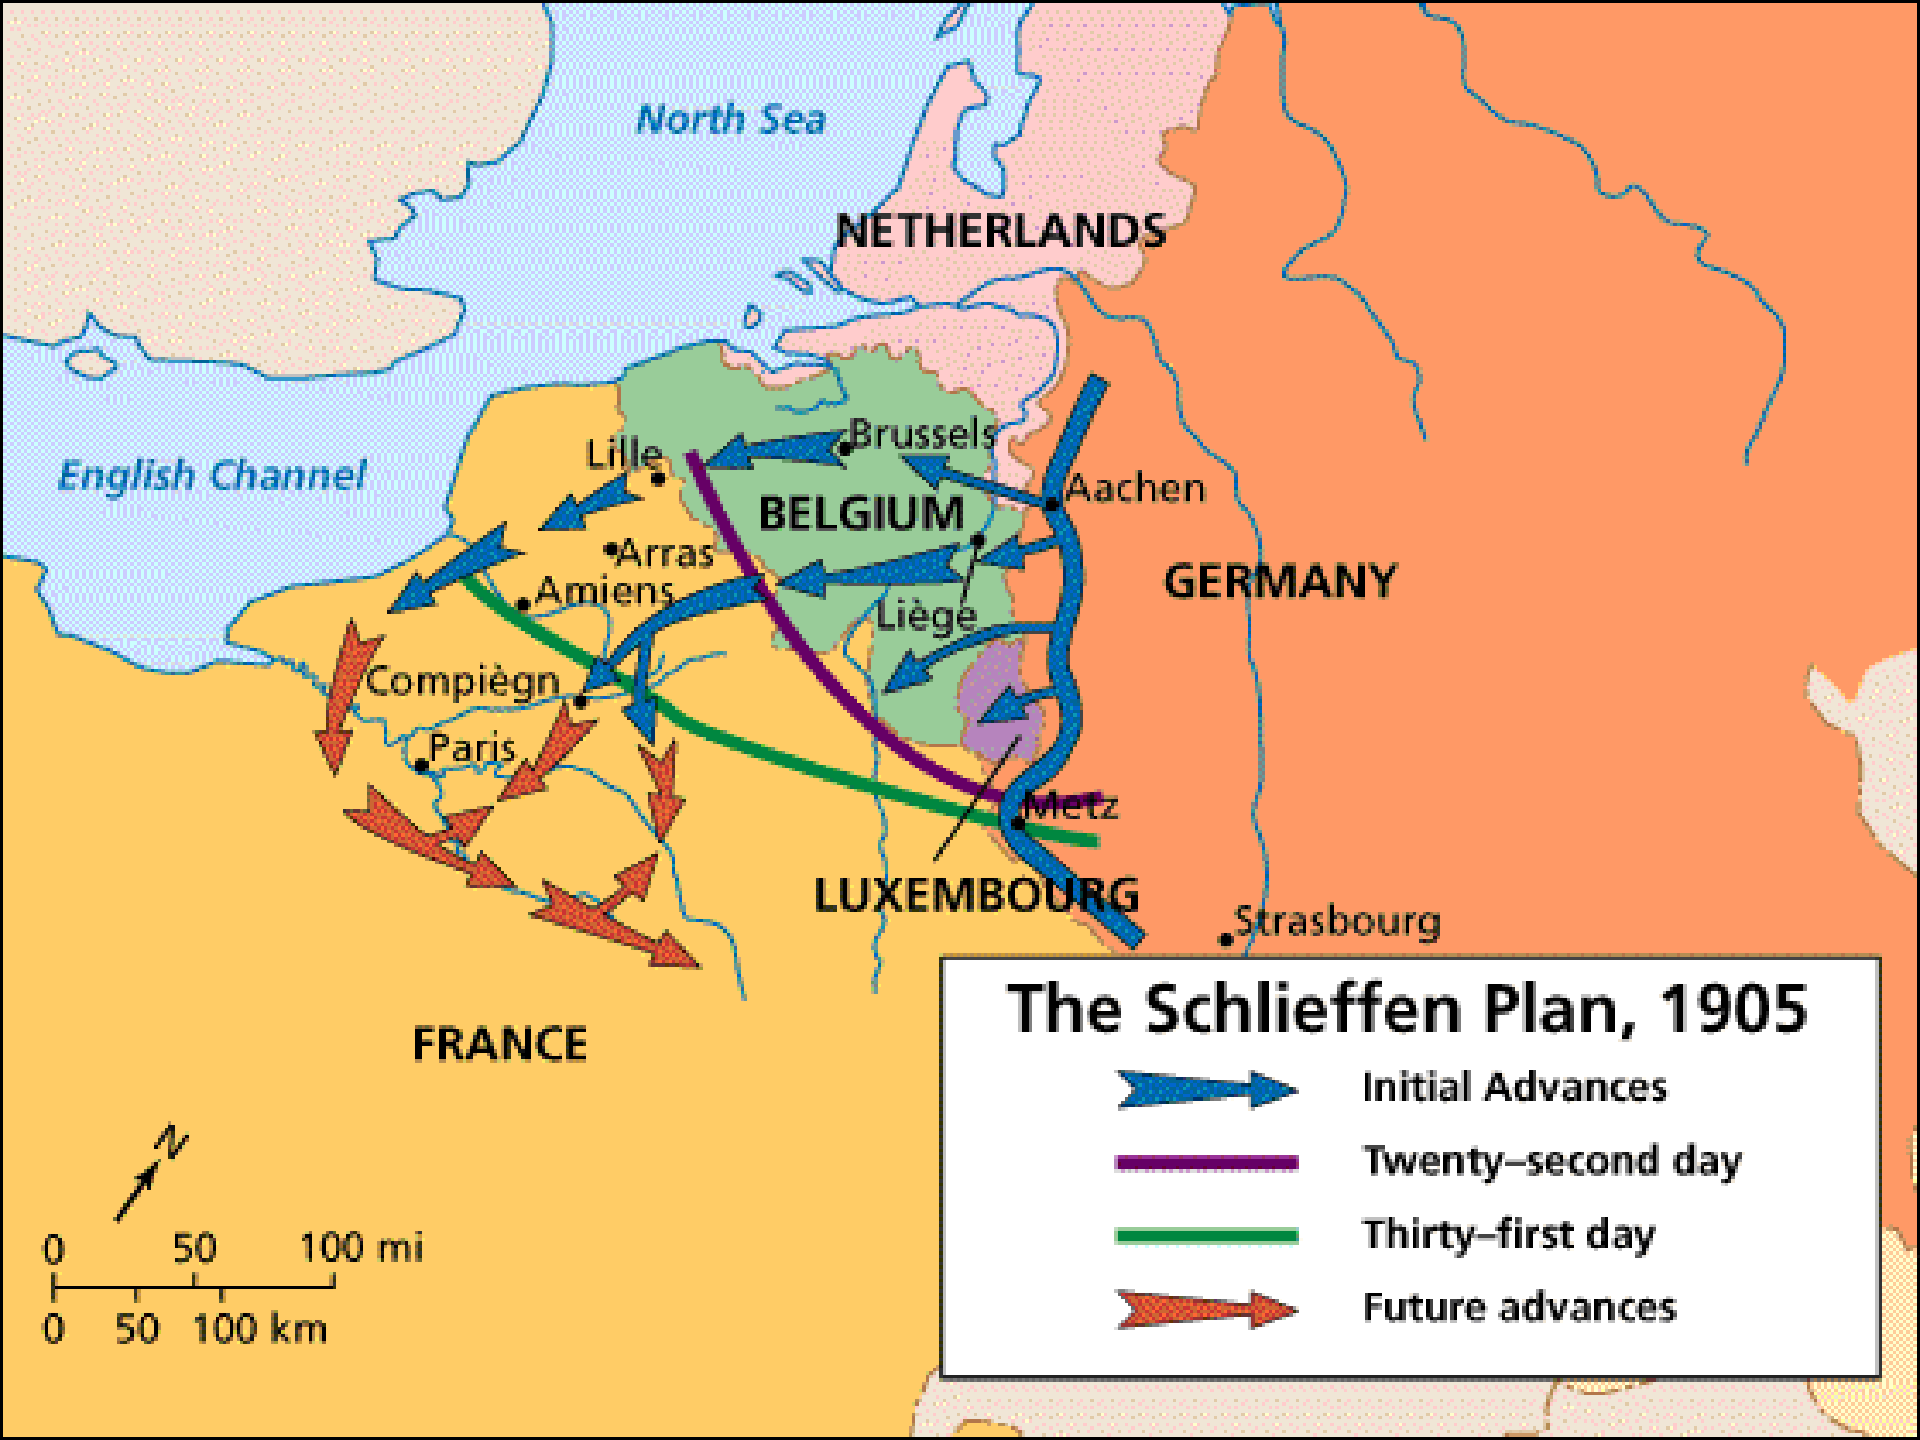 North Sea
NETHERLANDS
English Channel
Lille
Brussels
Aachen
BELGIUM
Arras
Amiens
GERMANY
Liège
Compiègn
Paris
Metz
LUXEMBOURG
Strasbourg
FRANCE
N
0 50 100 mi
0 50 100 km
The Schlieffen Plan, 1905
Initial Advances
Twenty–second day
Thirty–first day
Future advances